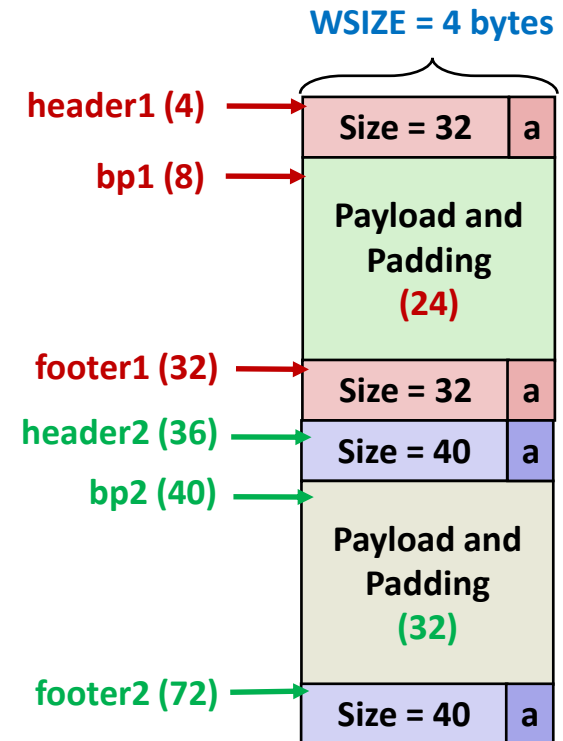 WSIZE = 4 bytes
header1 (4)
Size = 32 a
bp1 (8)
Payload and
Padding
(24)
footer1 (32)
Size = 32 a
header2 (36)
Size = 40 a
bp2 (40)
Payload and
Padding
(32)
footer2 (72)
Size = 40 a